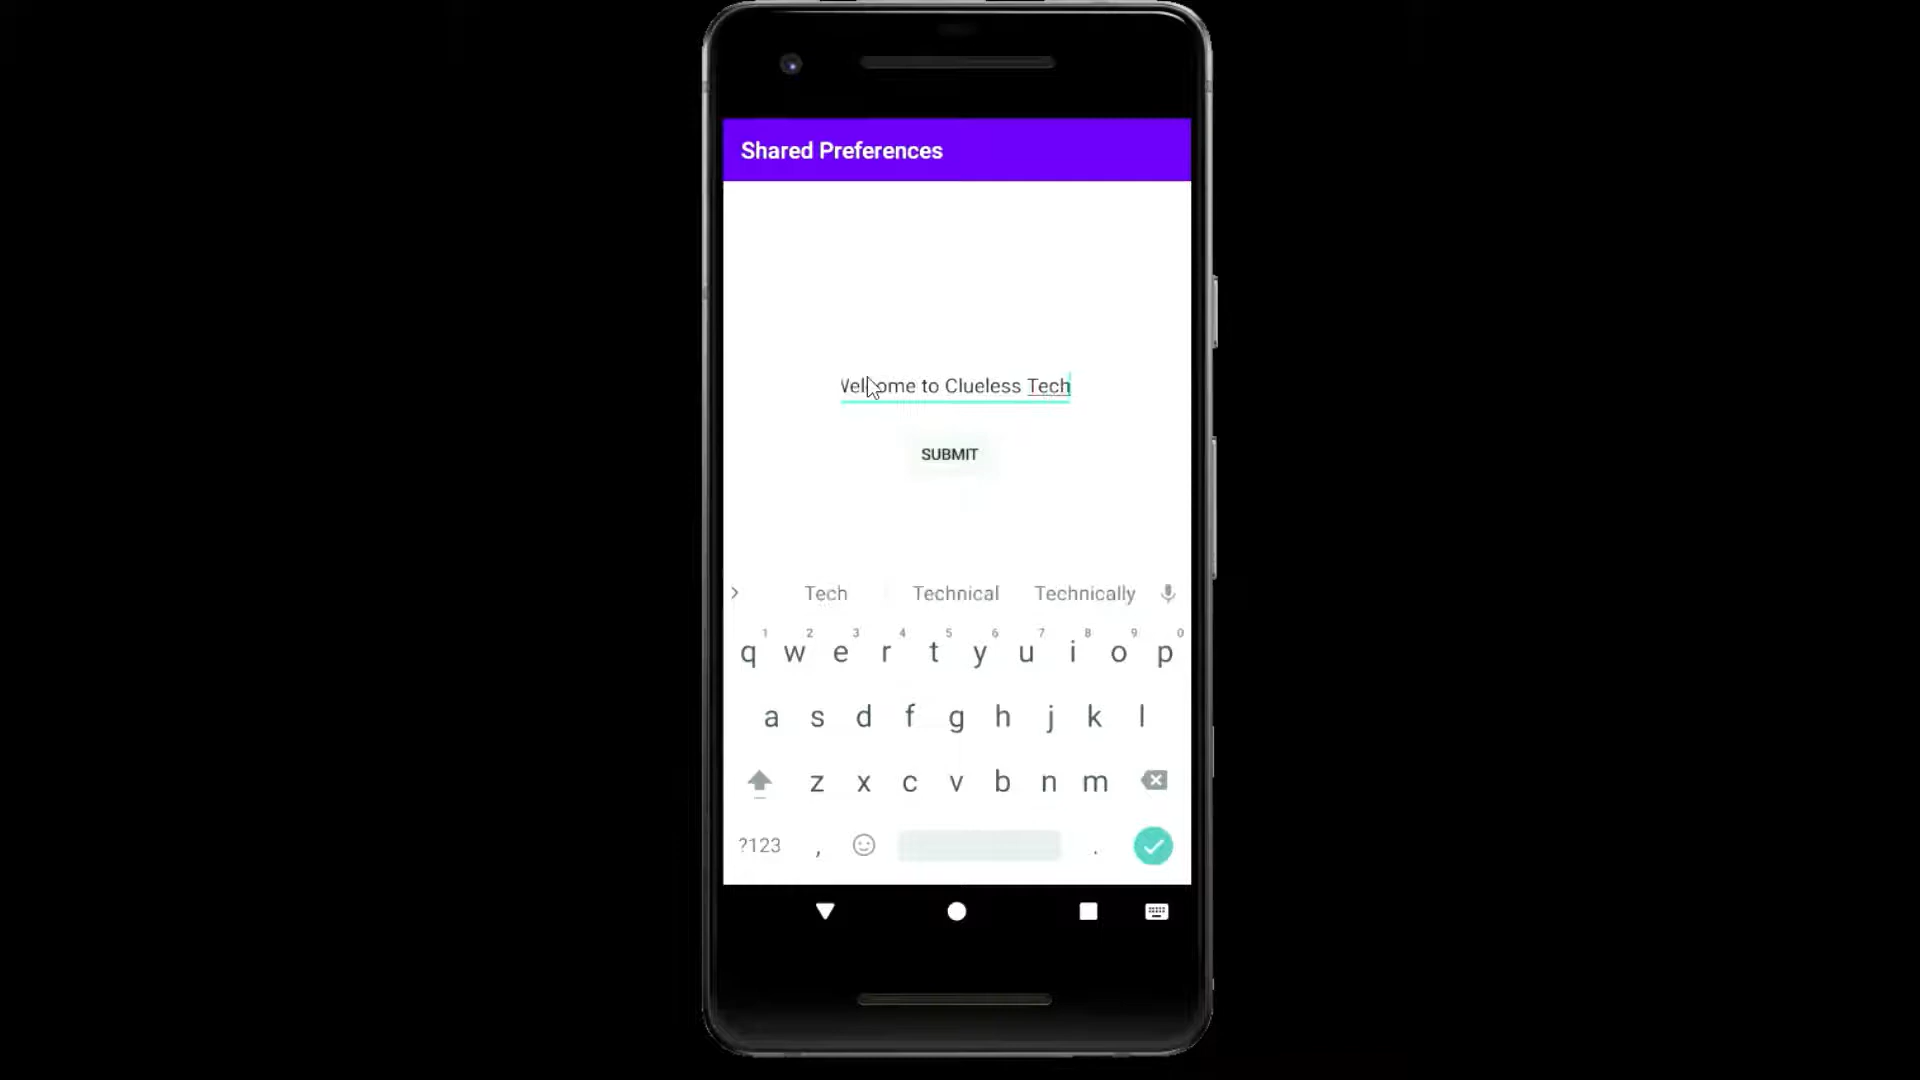 Shared Preferences
Welcome to Clueless Tech
SUBMIT
Tech Technical Technically
1 2 3 4 5 6 7 8 9 0
q w e r t y u i o p
a s d f g h j k l
z x c v b n m
?123 , .